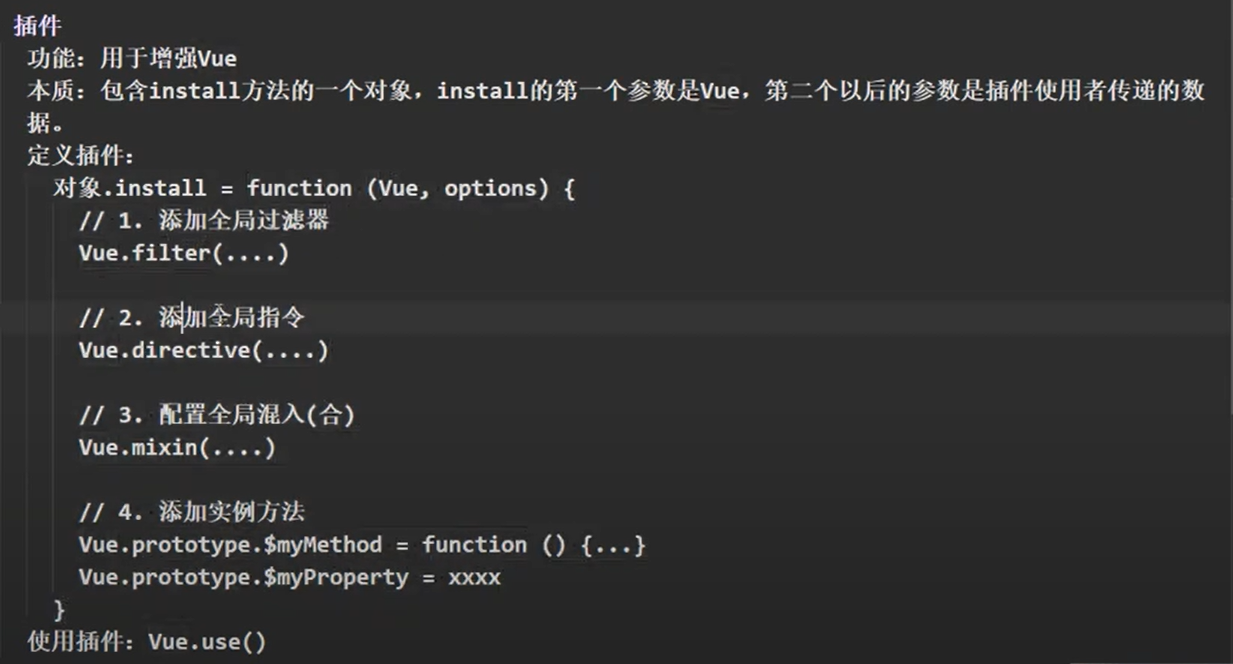 插件
功能：用于增强Vue
本质：包含install方法的一个对象，install的第一个参数是Vue，第二个以后的参数是插件使用者传递的数
据。
定义插件：
对象.install = function (Vue, options) {
// 1. 添加全局过滤器
Vue.filter(....)
// 2. 添加全局指令
Vue.directive(....)
// 3. 配置全局混入(合)
Vue.mixin(....)
// 4. 添加实例方法
Vue.prototype.$myMethod = function () {...}
Vue.prototype.$myProperty = xxxx
}
使用插件：Vue.use()